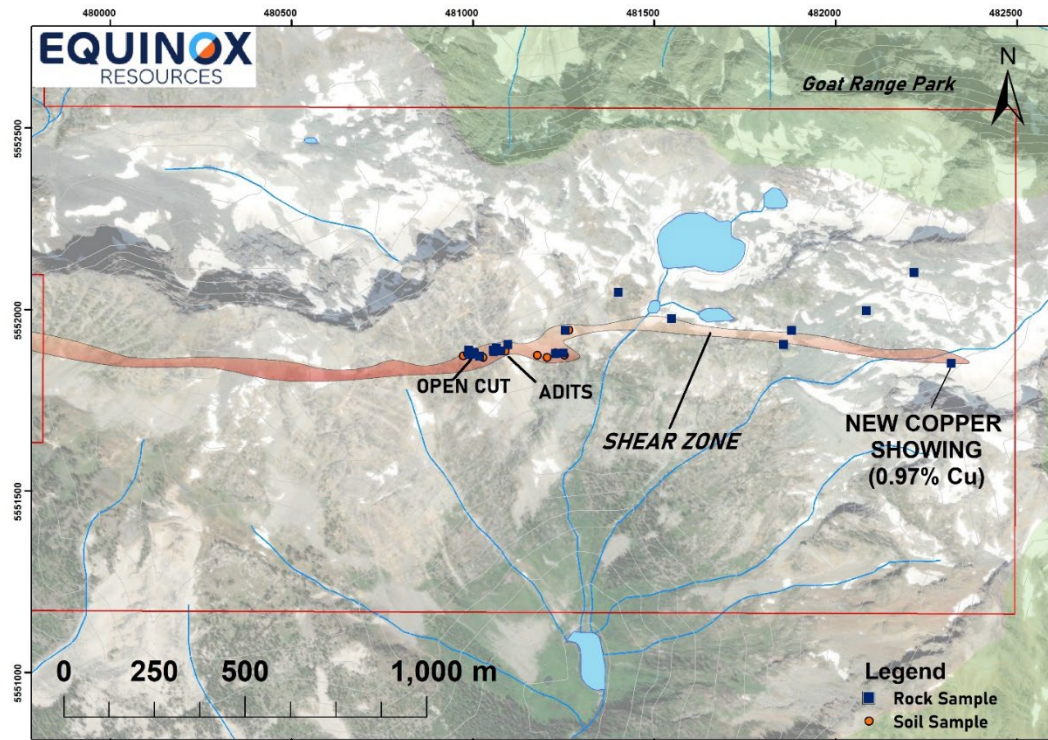 480000 480500 481000 481500 482000 482500
EQUINOX
RESOURCES
Goat Range Park
N
5552500
5552000
OPEN CUT
ADITS
SHEAR ZONE
NEW COPPER
SHOWING
(0.97% Cu)
5551500
5551000
0 250 500 1,000 m
Legend
Rock Sample
Soil Sample